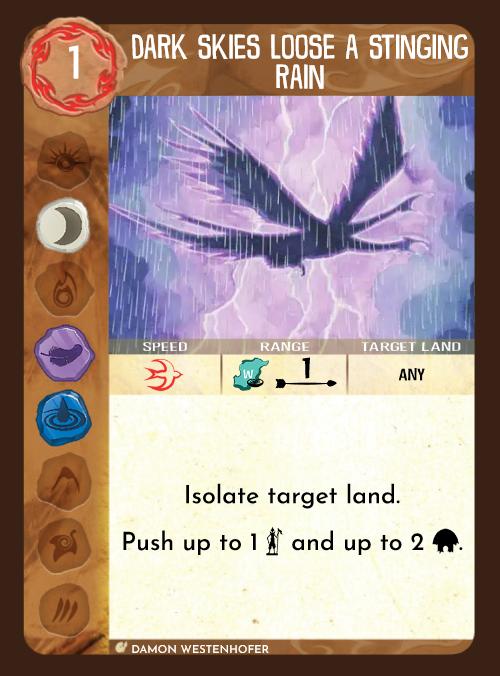 1
DARK SKIES LOOSE A STINGING
RAIN
SPEED RANGE TARGET LAND
W 1 ANY
Isolate target land.
Push up to 1 and up to 2 .
DAMON WESTENHOFER